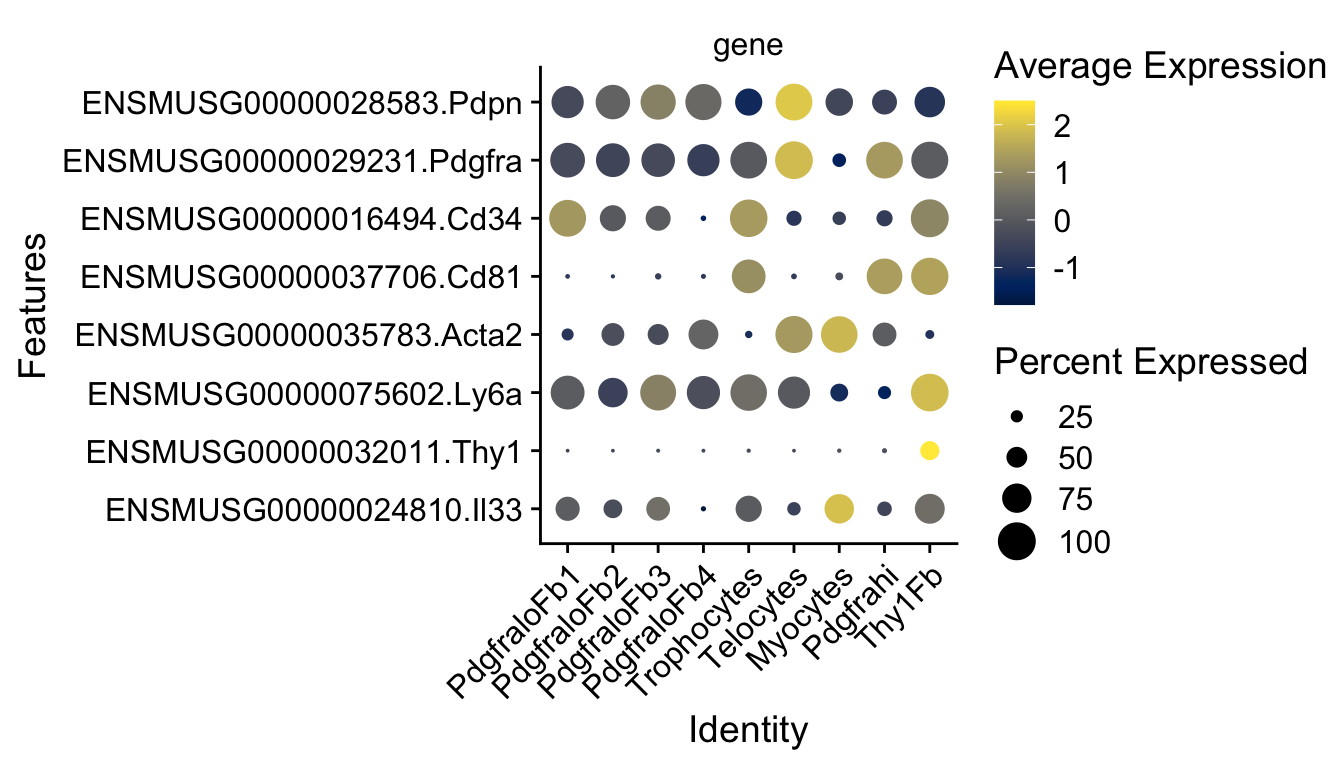 gene
ENSMUSG00000028583.Pdpn
ENSMUSG00000029231.Pdgfra
ENSMUSG00000016494.Cd34
ENSMUSG00000037706.Cd81
ENSMUSG00000035783.Acta2
ENSMUSG00000075602.Ly6a
ENSMUSG00000032011.Thy1
ENSMUSG00000024810.Il33
Features
PdgfraloFb1
PdgfraloFb2
PdgfraloFb3
PdgfraloFb4
Trophocytes
Telocytes
Myocytes
Pdgfrahi
Thy1Fb
Identity
Average Expression
2
1
0
-1
Percent Expressed
25
50
75
100